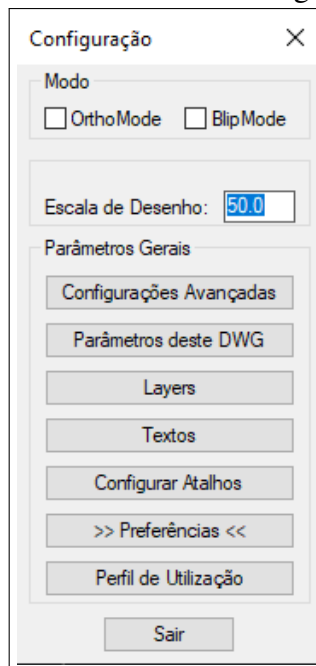 Configuração
Modo
OrthoMode BlipMode
Escala de Desenho: 50.0
Parâmetros Gerais
Configurações Avançadas
Parâmetros deste DWG
Layers
Textos
Configurar Atalhos
>> Preferências <<
Perfil de Utilização
Sair